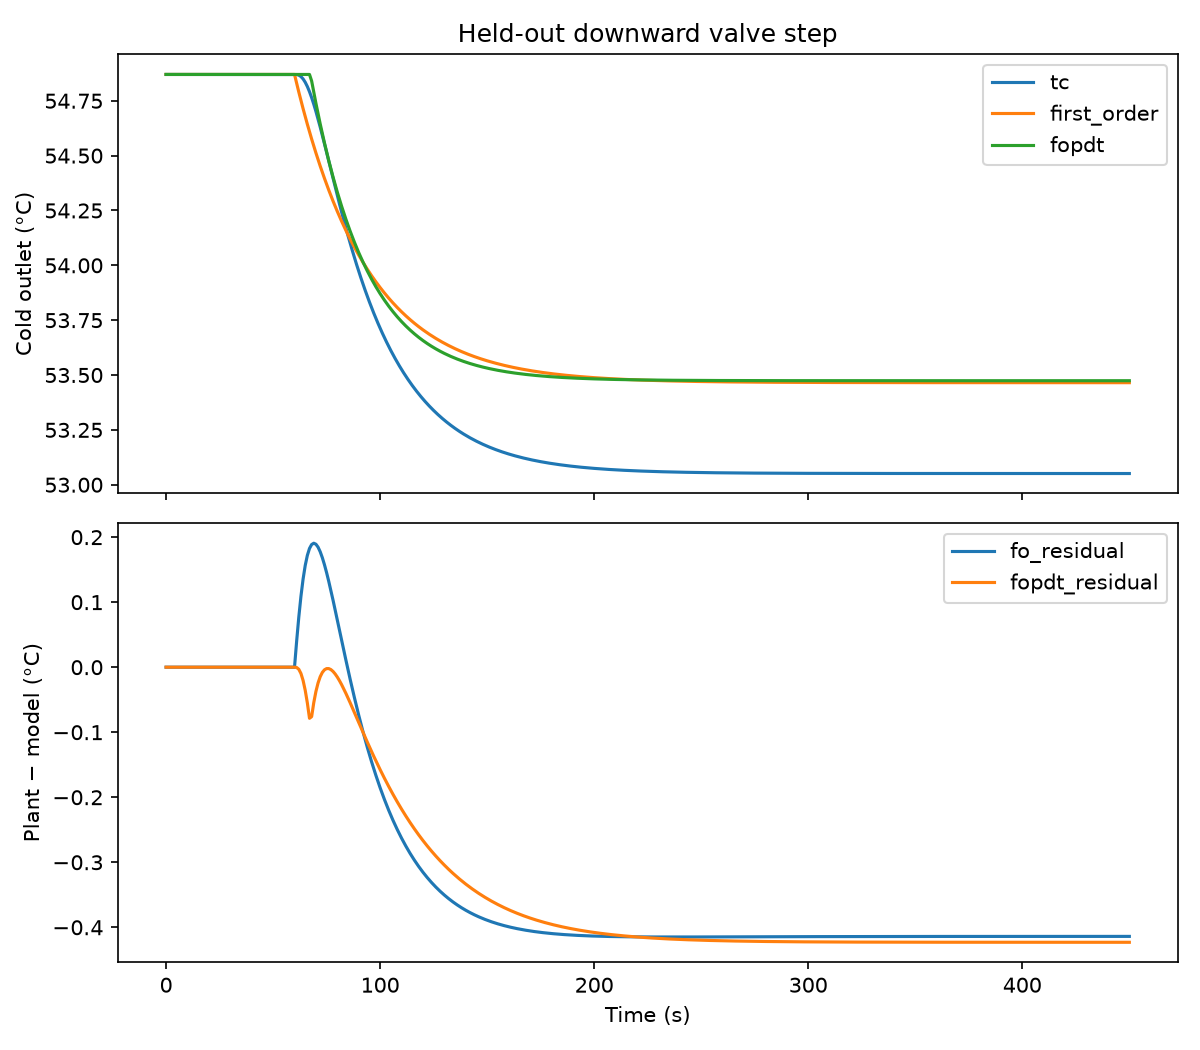 Held-out downward valve step
Cold outlet (°C)
54.75
54.50
54.25
54.00
53.75
53.50
53.25
53.00
tc
first_order
fopdt
Plant − model (°C)
0.2
0.1
0.0
−0.1
−0.2
−0.3
−0.4
fo_residual
fopdt_residual
0 100 200 300 400
Time (s)